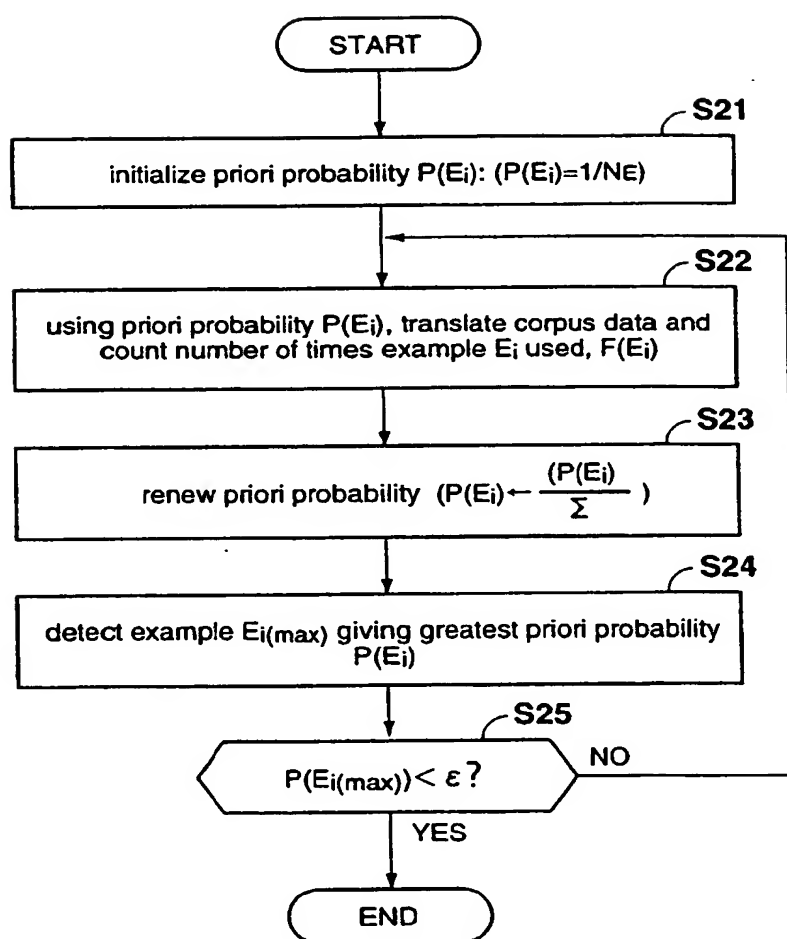 START
S21
initialize priori probability P(Ei): (P(Ei)=1/Nε)
S22
using priori probability P(Ei), translate corpus data and
count number of times example Ei used, F(Ei)
S23
renew priori probability (P(Ei)←(P(Ei)/Σ )
S24
detect example Ei(max) giving greatest priori probability
P(Ei)
S25
P(Ei(max))< ε?
NO
YES
END